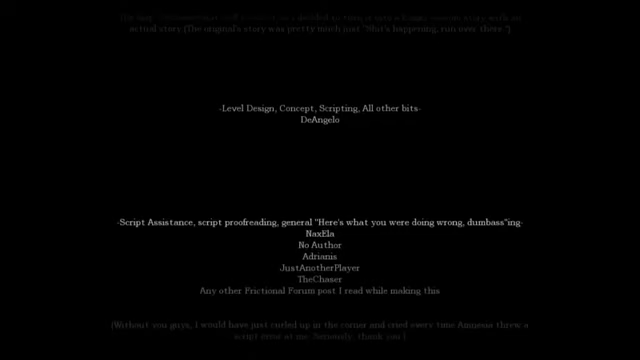 actual story (The original's story was pretty much just "Shit's happening, run over there.")
-Level Design, Concept, Scripting, All other bits-
DeAngelo
-Script Assistance, script proofreading, general "Here's what you were doing wrong, dumbass"ing-
NaxEla
No Author
Adrianis
JustAnotherPlayer
TheChaser
Any other Frictional Forum post I read while making this
(Without you guys, I would have just curled up in the corner and cried every time Amnesia threw a
script error at me. Seriously, thank you.)